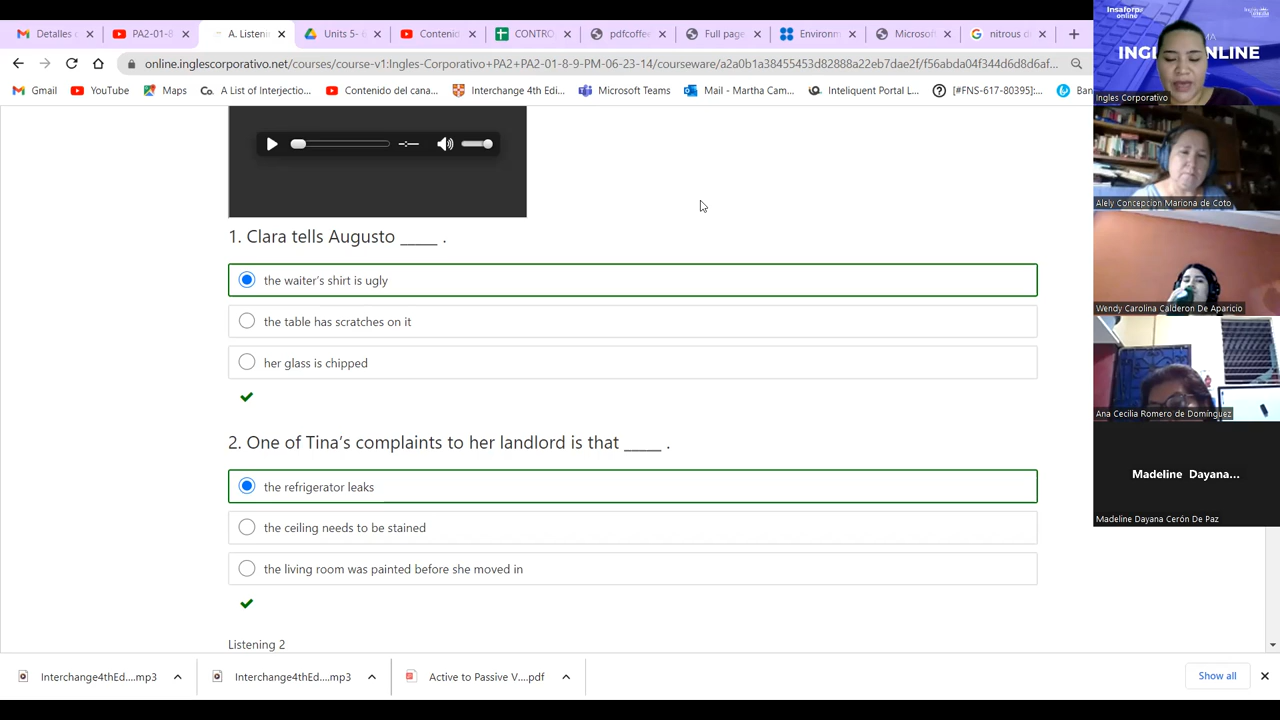 Detalles
PA2-01-8
A. Listeni
Units 5- 
Contenid
CONTRO
pdfcoffee
Full page
Environm
Microsof
nitrous d
online.inglescorporativo.net/courses/course-v1:Ingles-Corporativo+PA2+PA2-01-8-9-PM-06-23-14/courseware/a2a0b1a38455453d82888a22eb7dae2f/f56abda04f344d6d8d6af...
Gmail
YouTube
Maps
A List of Interjectio...
Contenido del cana...
Interchange 4th Edi...
Microsoft Teams
Mail - Martha Cam...
Inteliquent Portal L...
[#FNS-617-80395]:...
Ban
1. Clara tells Augusto _____ .
the waiter's shirt is ugly
the table has scratches on it
her glass is chipped
2. One of Tina's complaints to her landlord is that _____ .
the refrigerator leaks
the ceiling needs to be stained
the living room was painted before she moved in
Listening 2
Interchange4thEd....mp3
Interchange4thEd....mp3
Active to Passive V....pdf
Show all
Insaforp
online
INGL
ONLINE
Ingles Corporativo
Alely Concepcion Mariona de Coto
Wendy Carolina Calderon De Aparicio
Ana Cecilia Romero de Domínguez
Madeline Dayana...
Madeline Dayana Cerón De Paz